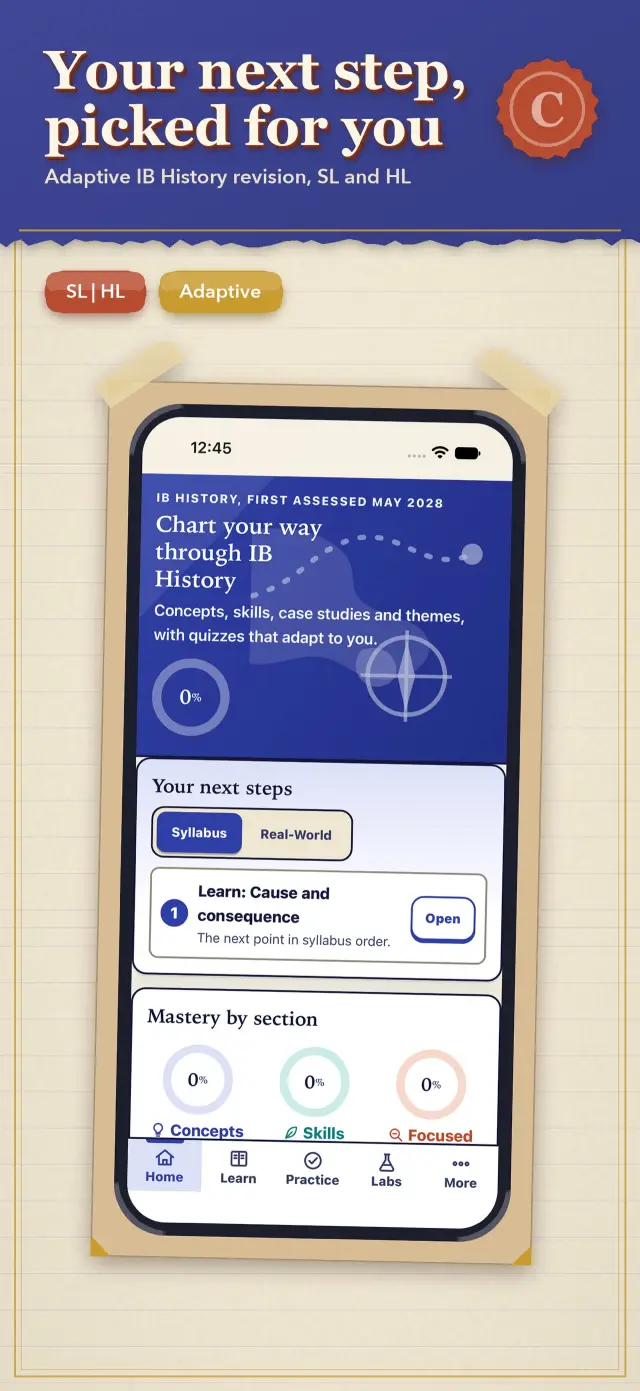 Your next step,
picked for you
C
Adaptive IB History revision, SL and HL
SL | HL
Adaptive
12:45
IB HISTORY, FIRST ASSESSED MAY 2028
Chart your way
through IB
History
Concepts, skills, case studies and themes,
with quizzes that adapt to you.
0%
Your next steps
Syllabus
Real-World
1
Learn: Cause and
consequence
The next point in syllabus order.
Open
Mastery by section
0%
0%
0%
Concepts
Skills
Focused
Home
Learn
Practice
Labs
More